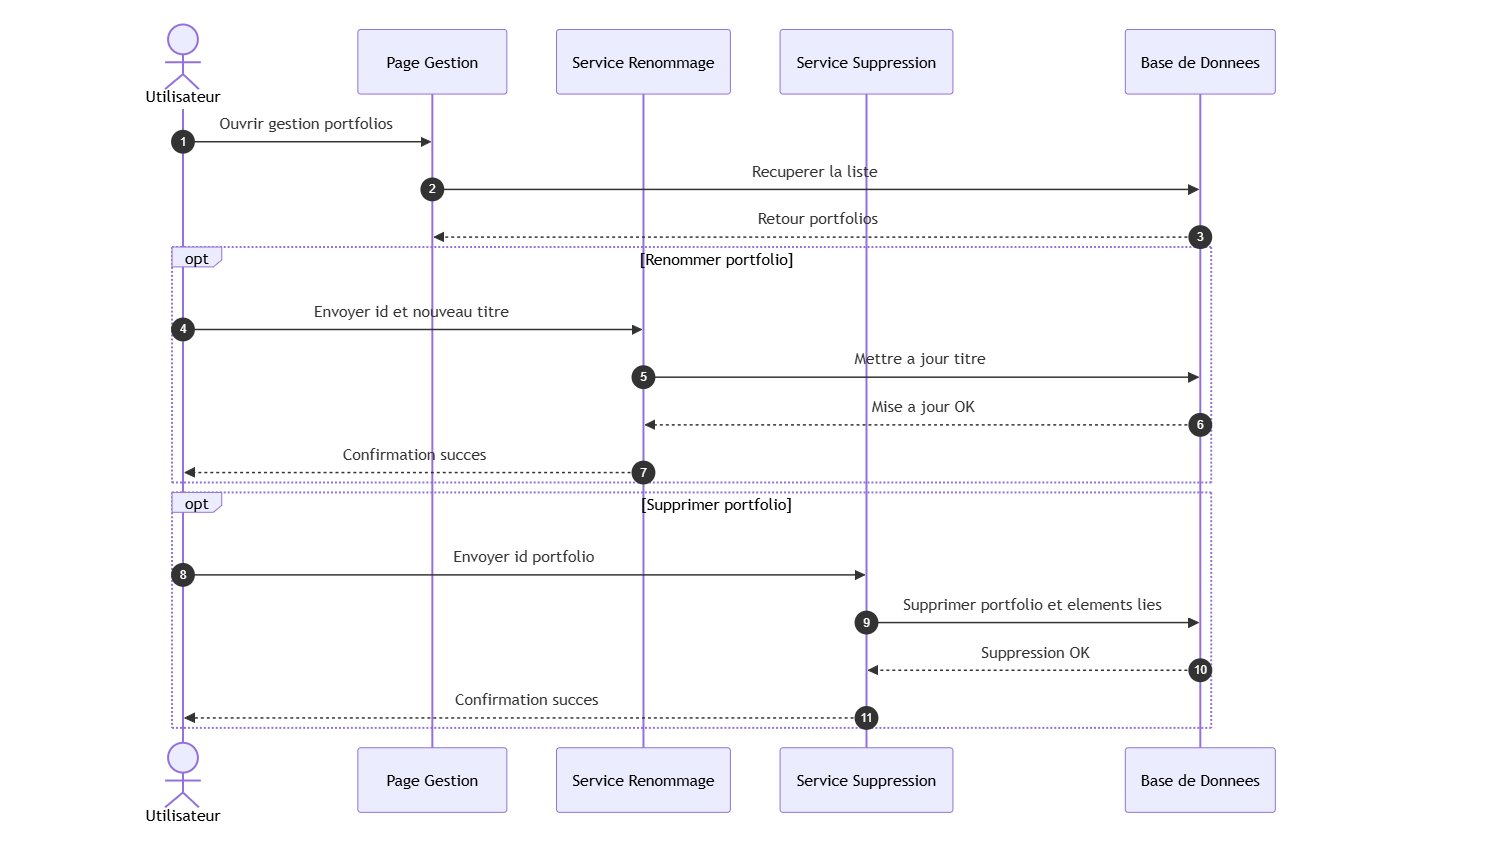 Utilisateur
Page Gestion
Service Renommage
Service Suppression
Base de Donnees
Ouvrir gestion portfolios
1
Recuperer la liste
2
Retour portfolios
3
opt
[Renommer portfolio]
Envoyer id et nouveau titre
4
Mettre a jour titre
5
Mise a jour OK
6
Confirmation succes
7
opt
[Supprimer portfolio]
Envoyer id portfolio
8
Supprimer portfolio et elements lies
9
Suppression OK
10
Confirmation succes
11
Utilisateur
Page Gestion
Service Renommage
Service Suppression
Base de Donnees